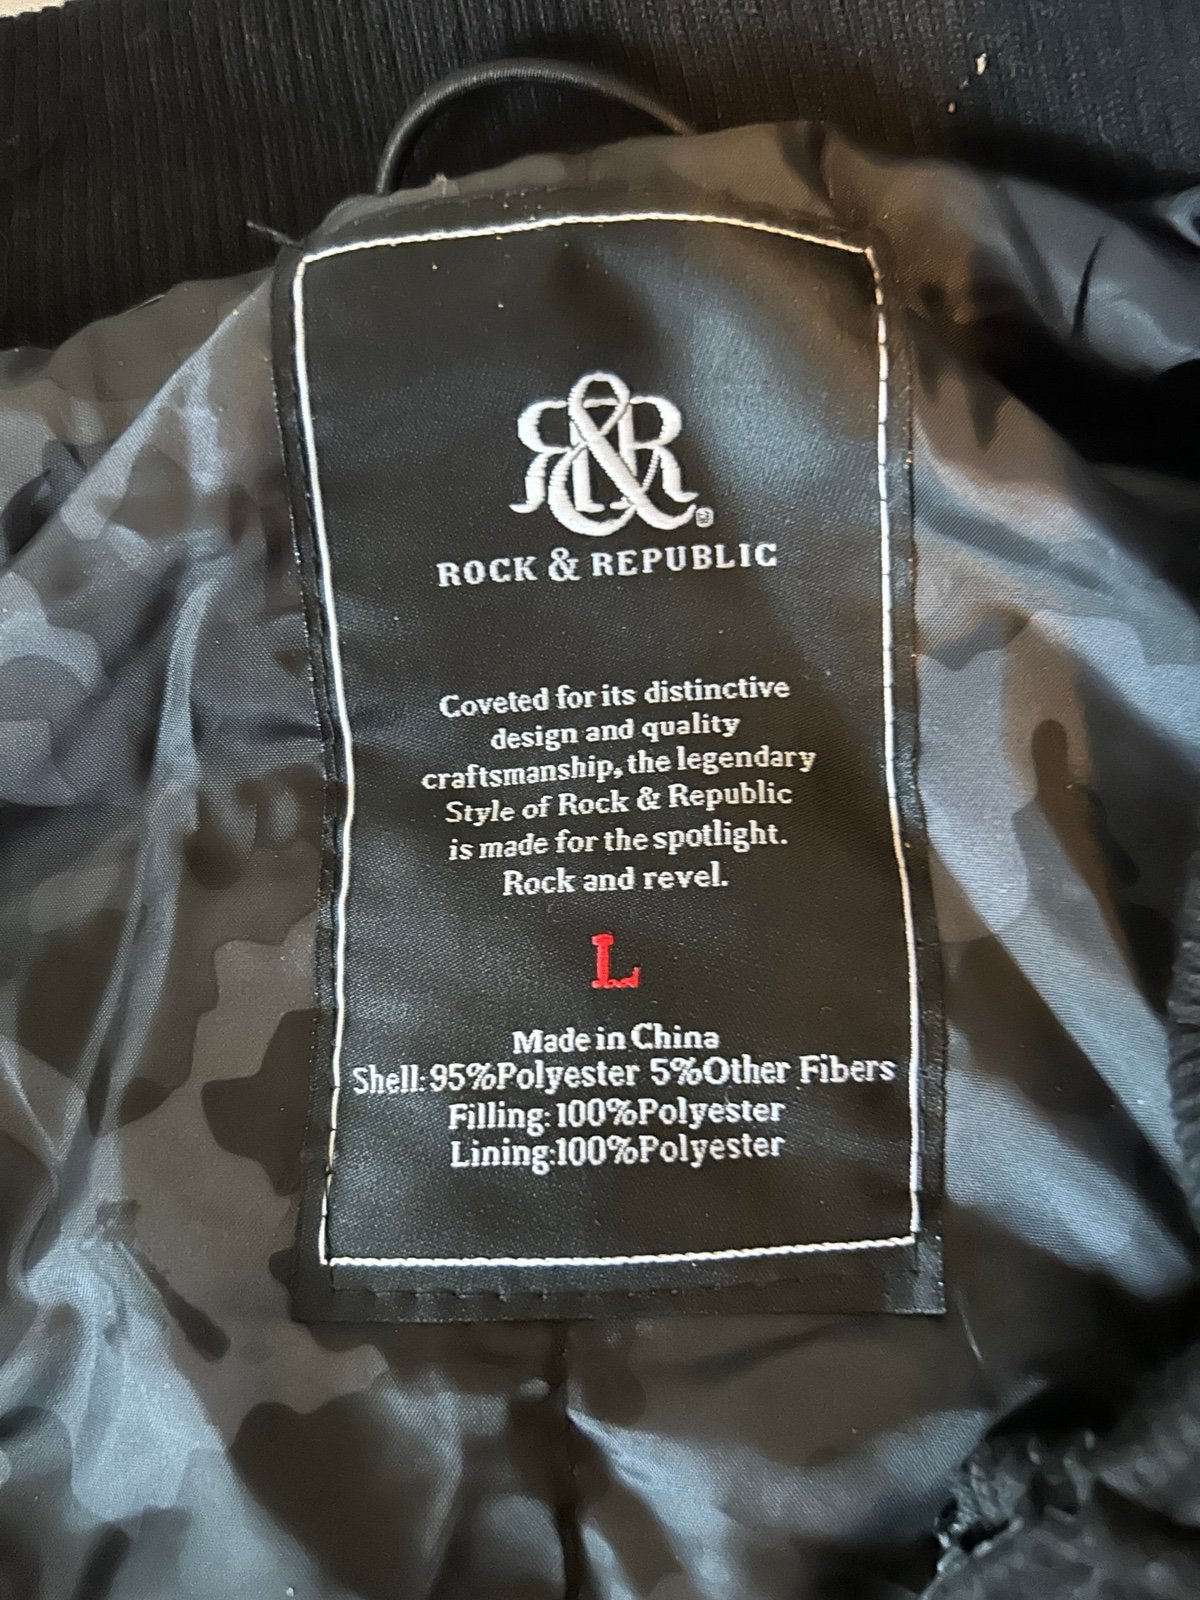 R&R®
ROCK & REPUBLIC
Coveted for its distinctive
design and quality
craftsmanship, the legendary
Style of Rock & Republic
is made for the spotlight.
Rock and revel.
L
Made in China
Shell:95%Polyester 5%Other Fibers
Filling:100%Polyester
Lining:100%Polyester